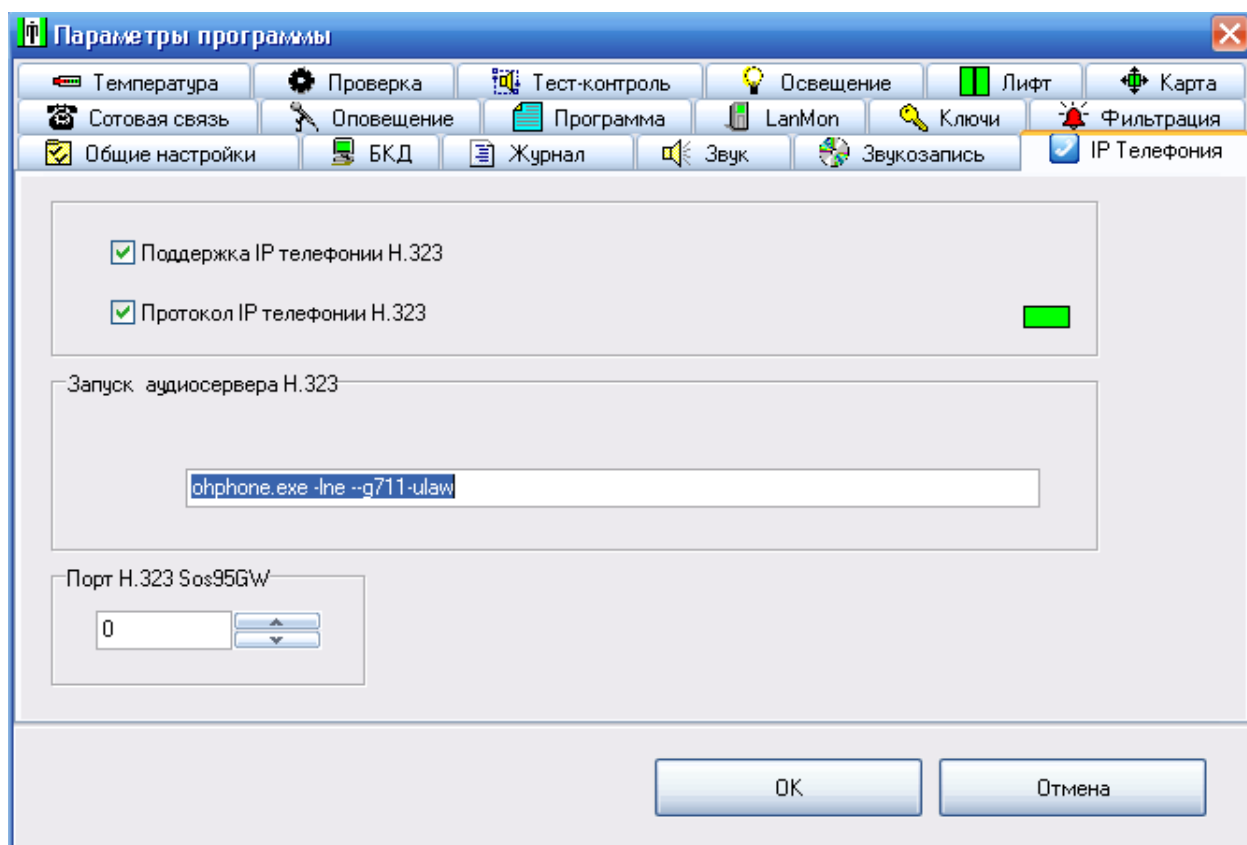 Параметры программы
Температура Проверка Тест-контроль Освещение Лифт Карта
Сотовая связь Оповещение Программа LanMon Ключи Фильтрация
Общие настройки БКД Журнал Звук Звукозапись IP Телефония
Поддержка IP телефонии H.323
Протокол IP телефонии H.323
Запуск аудиосервера H.323
ohphone.exe -lne --g711-ulaw
Порт H.323 Sos95GW
0
OK Отмена